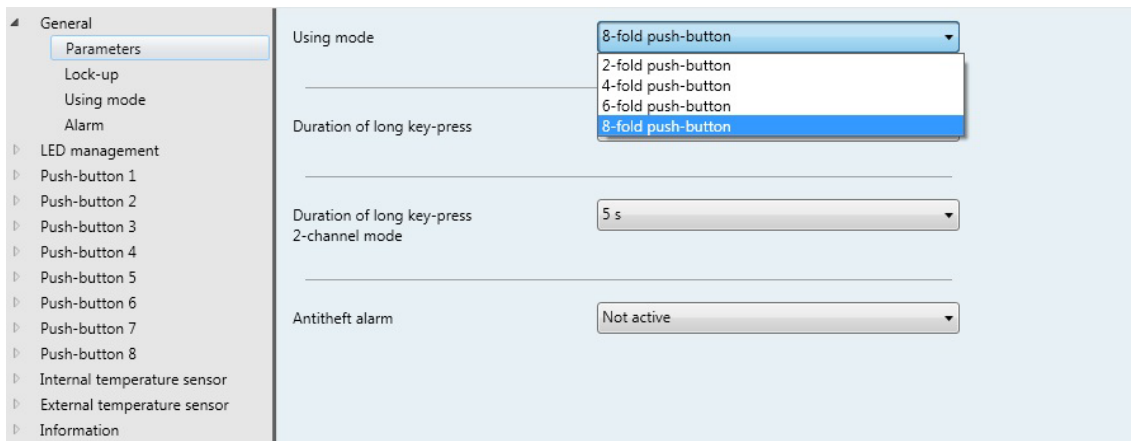 General
Parameters
Lock-up
Using mode
Alarm
LED management
Push-button 1
Push-button 2
Push-button 3
Push-button 4
Push-button 5
Push-button 6
Push-button 7
Push-button 8
Internal temperature sensor
External temperature sensor
Information
Using mode
8-fold push-button
2-fold push-button
4-fold push-button
6-fold push-button
8-fold push-button
Duration of long key-press
Duration of long key-press
2-channel mode
5 s
Antitheft alarm
Not active